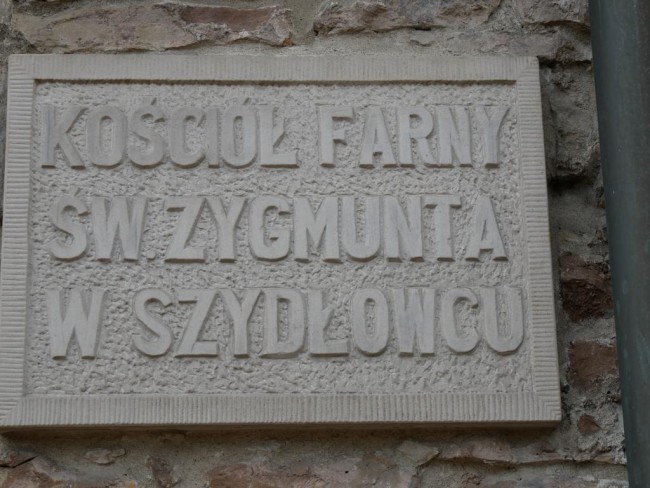 KOŚCIÓŁ FARNY
ŚW. ZYGMUNTA
W SZYDŁOWCU